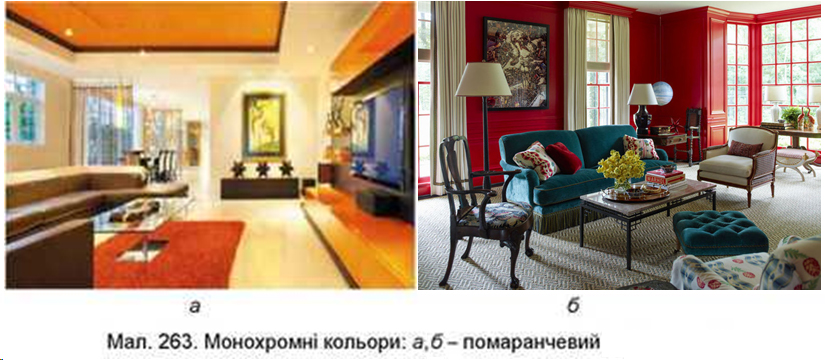 а
б
Мал. 263. Монохромні кольори: а,б – помаранчевий